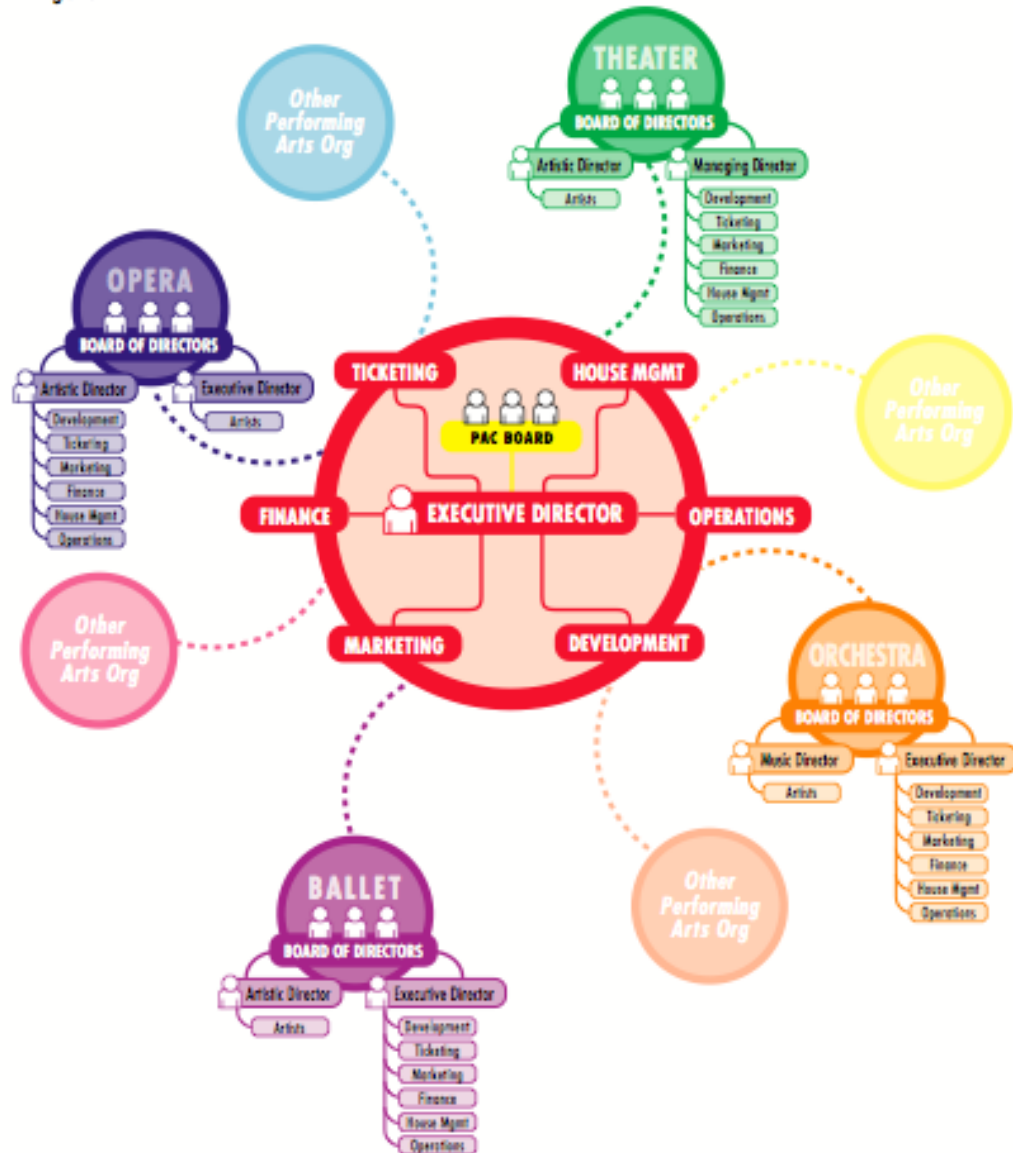 Other
Performing
Arts Org
THEATER
BOARD OF DIRECTORS
Artistic Director
Artists
Managing Director
Development
Ticketing
Marketing
Finance
House Mgmt
Operations
OPERA
BOARD OF DIRECTORS
Artistic Director
Development
Ticketing
Marketing
Finance
House Mgmt
Operations
Executive Director
Artists
TICKETING
HOUSE MGMT
PAC BOARD
FINANCE
EXECUTIVE DIRECTOR
OPERATIONS
MARKETING
DEVELOPMENT
Other
Performing
Arts Org
Other
Performing
Arts Org
ORCHESTRA
BOARD OF DIRECTORS
Music Director
Artists
Executive Director
Development
Ticketing
Marketing
Finance
House Mgmt
Operations
BALLET
BOARD OF DIRECTORS
Artistic Director
Artists
Executive Director
Development
Ticketing
Marketing
Finance
House Mgmt
Operations
Other
Performing
Arts Org